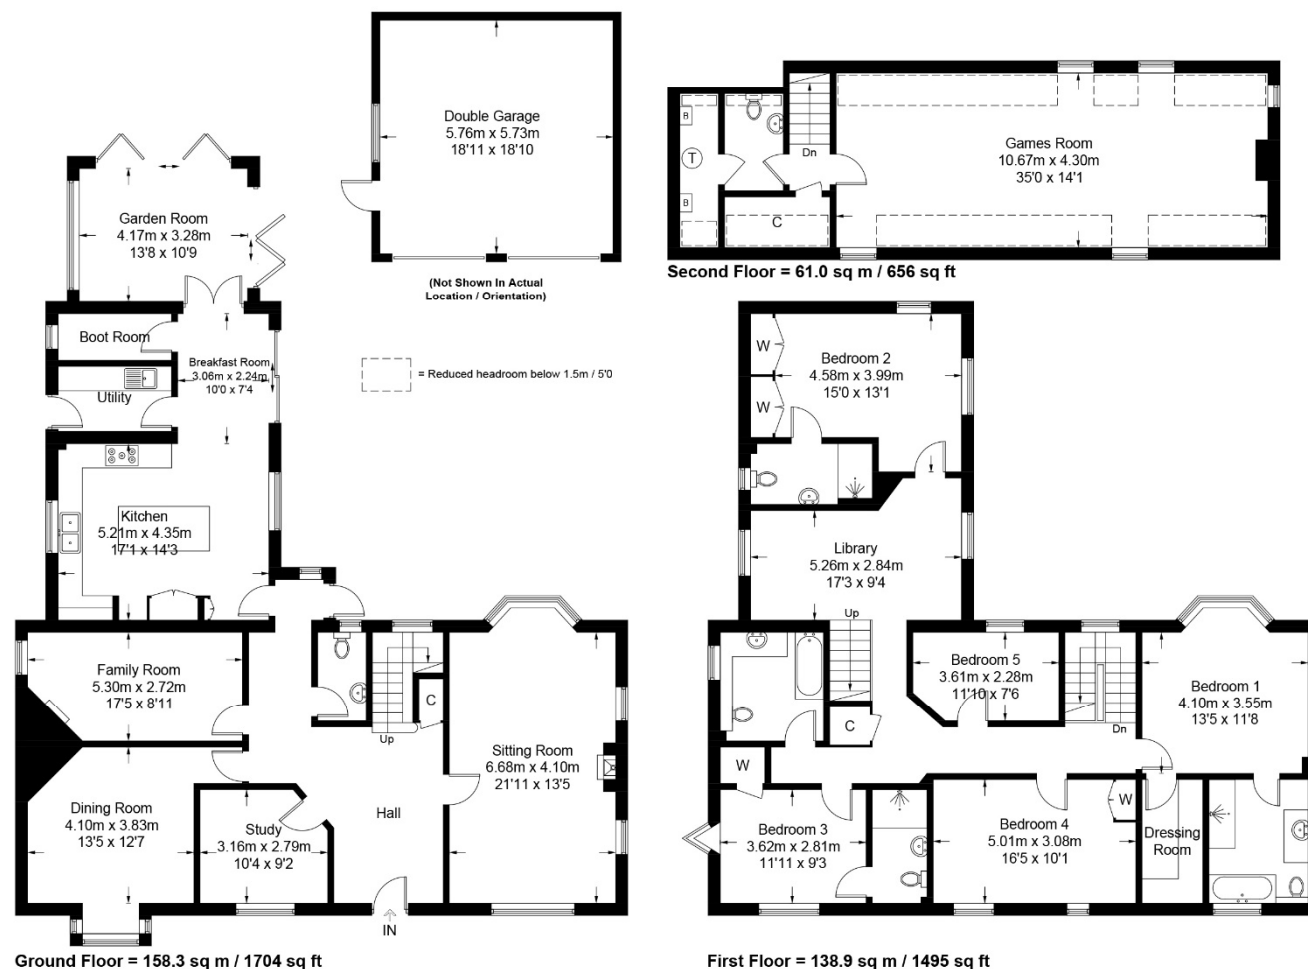 Double Garage
5.76m x 5.73m
18'11 x 18'10
(Not Shown In Actual
Location / Orientation)
B
T
B
Dn
C
Games Room
10.67m x 4.30m
35'0 x 14'1
Second Floor = 61.0 sq m / 656 sq ft
Garden Room
4.17m x 3.28m
13'8 x 10'9
Boot Room
Breakfast Room
3.06m x 2.24m
10'0 x 7'4
Utility
= Reduced headroom below 1.5m / 5'0
Kitchen
5.21m x 4.35m
17'1 x 14'3
Family Room
5.30m x 2.72m
17'5 x 8'11
C
Up
Sitting Room
6.68m x 4.10m
21'11 x 13'5
Dining Room
4.10m x 3.83m
13'5 x 12'7
Study
3.16m x 2.79m
10'4 x 9'2
Hall
IN
Ground Floor = 158.3 sq m / 1704 sq ft
W
W
Bedroom 2
4.58m x 3.99m
15'0 x 13'1
Library
5.26m x 2.84m
17'3 x 9'4
Up
Bedroom 5
3.61m x 2.28m
11'10 x 7'6
Bedroom 1
4.10m x 3.55m
13'5 x 11'8
C
Dn
W
Bedroom 3
3.62m x 2.81m
11'11 x 9'3
Bedroom 4
5.01m x 3.08m
16'5 x 10'1
W
Dressing
Room
First Floor = 138.9 sq m / 1495 sq ft